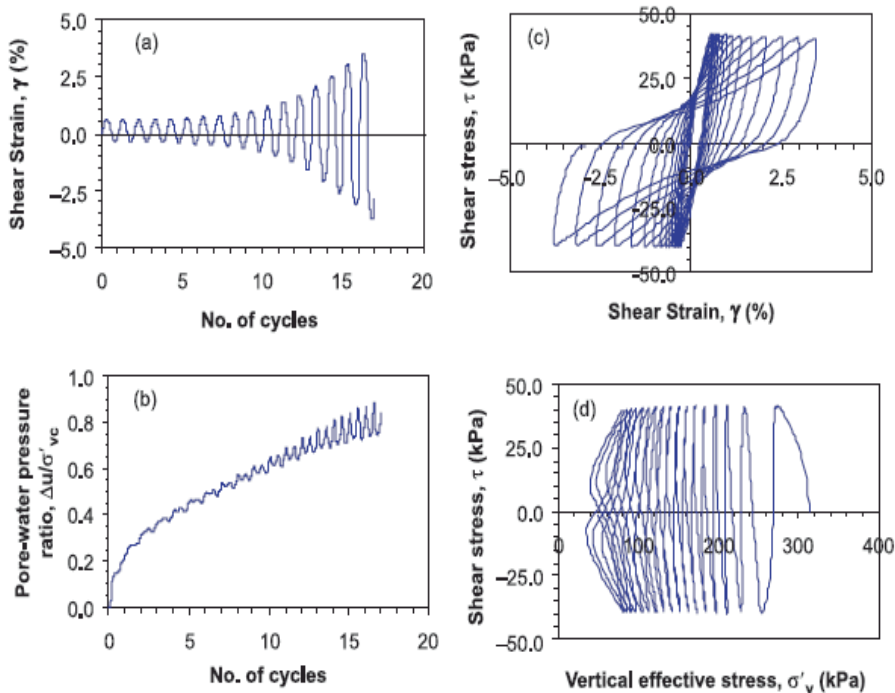 (a)
Shear Strain, γ (%)
5.0
2.5
0.0
−2.5
−5.0
0 5 10 15 20
No. of cycles
(c)
Shear stress, τ (kPa)
50.0
25.0
0.0
−25.0
−50.0
−5.0 −2.5 0.0 2.5 5.0
Shear Strain, γ (%)
(b)
Pore-water pressure
ratio, Δu/σ′vc
1.0
0.8
0.6
0.4
0.2
0.0
0 10 20
No. of cycles
(d)
Shear stress, τ (kPa)
50.0
25.0
0.0
−25.0
−50.0
0 100 200 300 400
Vertical effective stress, σ′v (kPa)